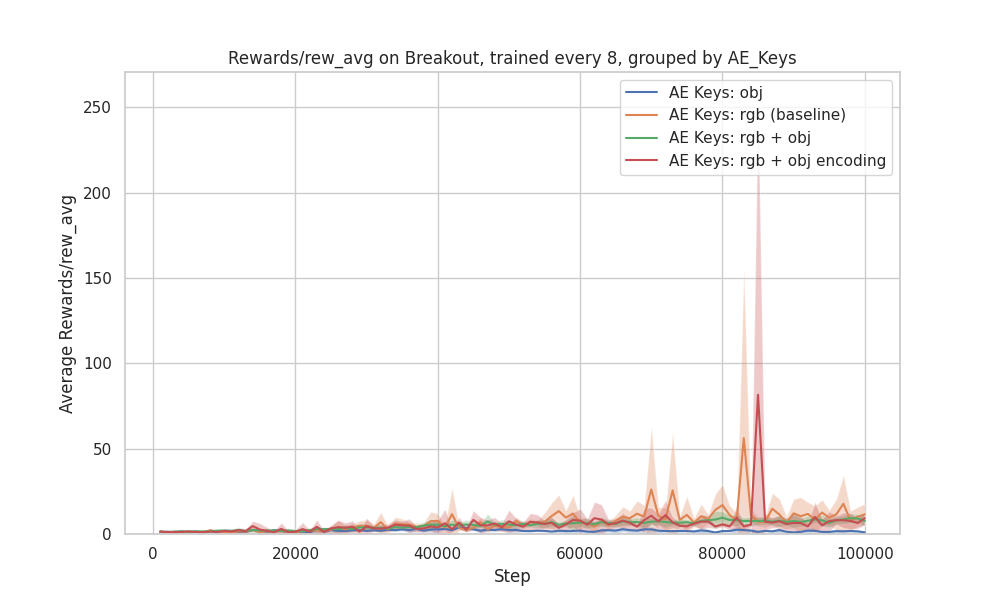 Rewards/rew_avg on Breakout, trained every 8, grouped by AE_Keys
AE Keys: obj
AE Keys: rgb (baseline)
AE Keys: rgb + obj
AE Keys: rgb + obj encoding
Average Rewards/rew_avg
250
200
150
100
50
0
0 20000 40000 60000 80000 100000
Step